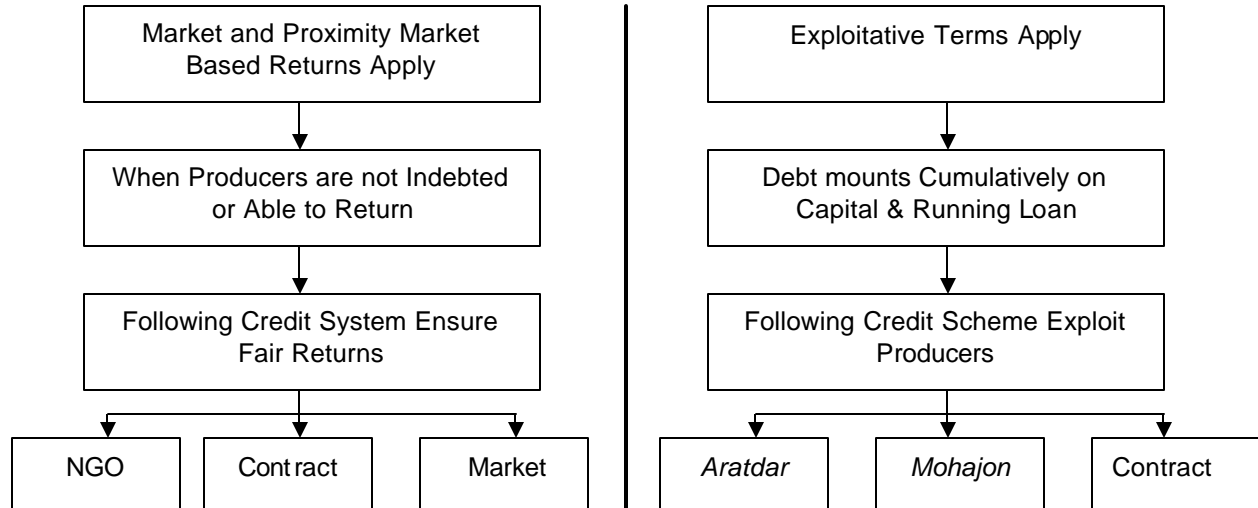 Market and Proximity Market
Based Returns Apply
When Producers are not Indebted
or Able to Return
Following Credit System Ensure
Fair Returns
NGO
Contract
Market
Exploitative Terms Apply
Debt mounts Cumulatively on
Capital & Running Loan
Following Credit Scheme Exploit
Producers
Aratdar
Mohajon
Contract